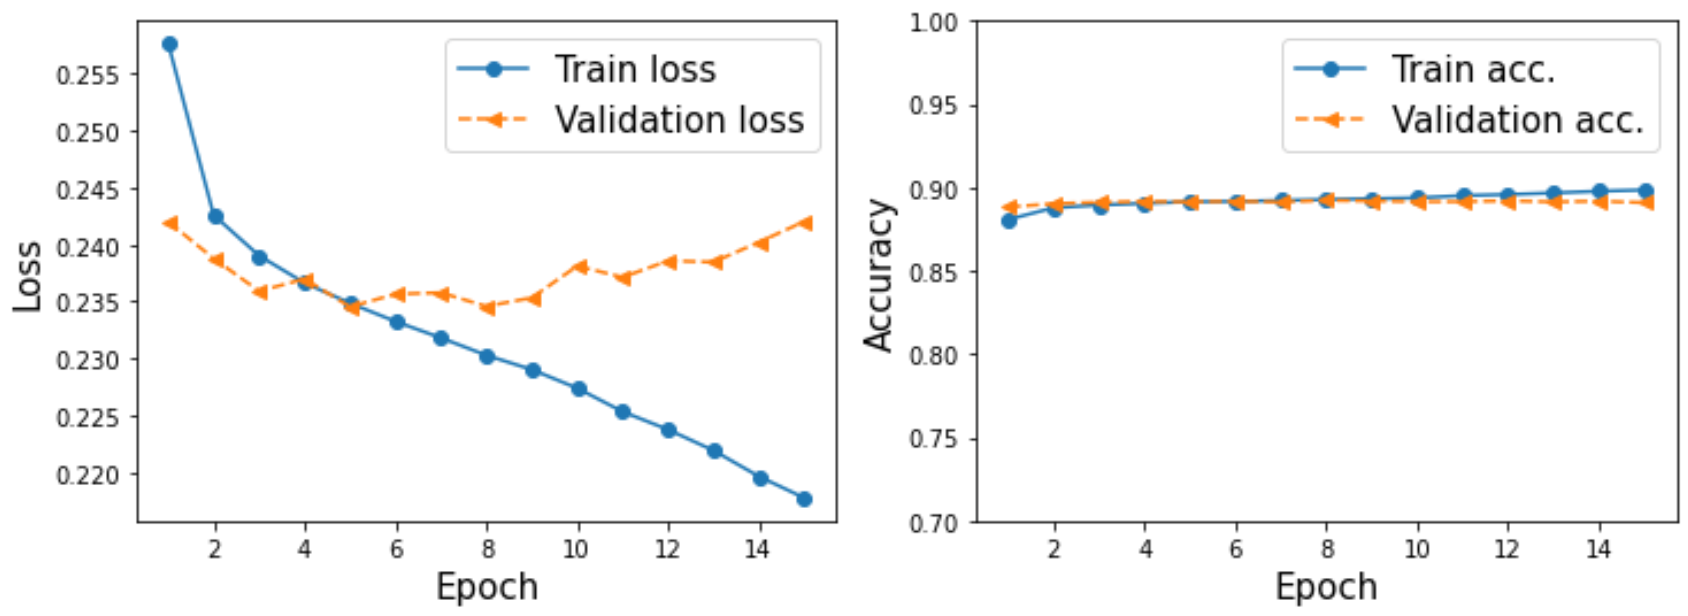 Train loss
Validation loss
0.255
0.250
0.245
0.240
0.235
0.230
0.225
0.220
Loss
2 4 6 8 10 12 14
Epoch
Train acc.
Validation acc.
1.00
0.95
0.90
0.85
0.80
0.75
0.70
Accuracy
2 4 6 8 10 12 14
Epoch